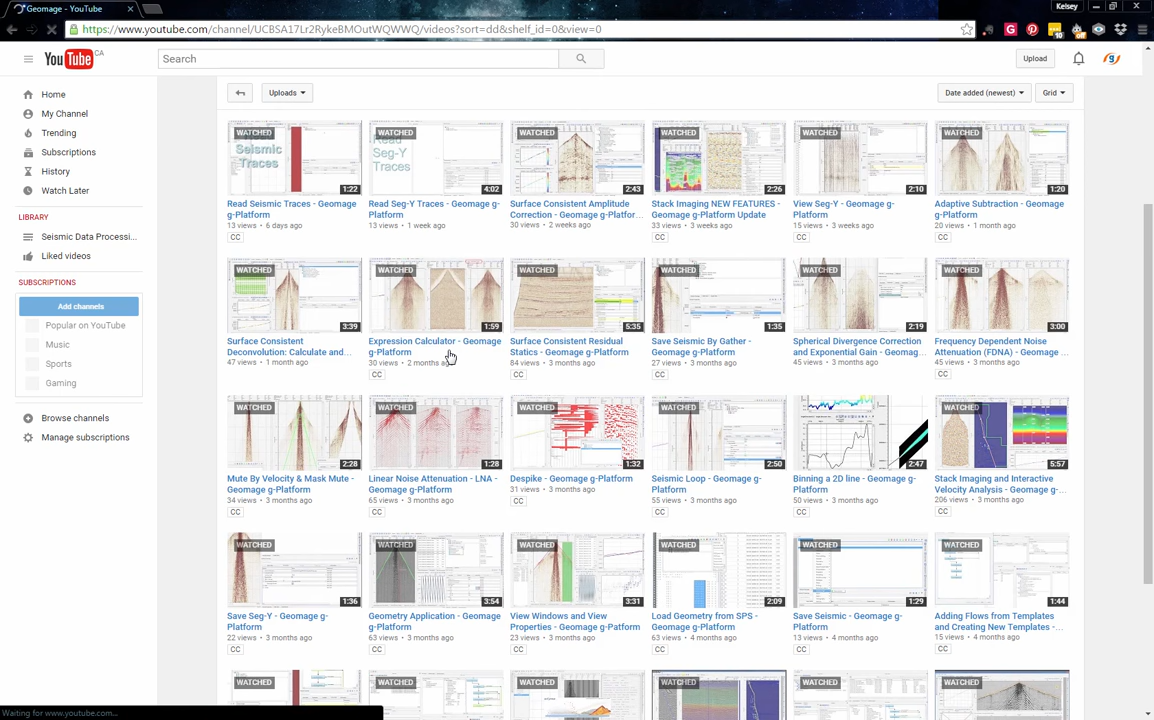 Geomage - YouTube
Kelsey
https://www.youtube.com/channel/UCBSA17Lr2RykeBMOutWQWWQ/videos?sort=dd&shelf_id=0&view=0
YouTube CA
Search
Upload
Home
My Channel
Trending
Subscriptions
History
Watch Later
LIBRARY
Seismic Data Processi...
Liked videos
SUBSCRIPTIONS
Add channels
Popular on YouTube
Music
Sports
Gaming
Browse channels
Manage subscriptions
Uploads
Date added (newest)
Grid
WATCHED
Read Seismic Traces
1:22
Read Seismic Traces - Geomage
g-Platform
13 views • 6 days ago
CC
WATCHED
Read Seg-Y Traces
4:02
Read Seg-Y Traces - Geomage g-
Platform
13 views • 1 week ago
CC
WATCHED
2:43
Surface Consistent Amplitude
Correction - Geomage g-Platfor...
30 views • 2 weeks ago
CC
WATCHED
2:26
Stack Imaging NEW FEATURES -
Geomage g-Platform Update
33 views • 3 weeks ago
CC
WATCHED
2:10
View Seg-Y - Geomage g-
Platform
15 views • 3 weeks ago
CC
WATCHED
1:20
Adaptive Subtraction - Geomage
g-Platform
20 views • 1 month ago
CC
WATCHED
3:39
Surface Consistent
Deconvolution: Calculate and...
47 views • 1 month ago
WATCHED
1:59
Expression Calculator - Geomage
g-Platform
30 views • 2 months ago
CC
WATCHED
5:35
Surface Consistent Residual
Statics - Geomage g-Platform
84 views • 3 months ago
CC
WATCHED
1:35
Save Seismic By Gather -
Geomage g-Platform
27 views • 3 months ago
CC
WATCHED
2:19
Spherical Divergence Correction
and Exponential Gain - Geomag...
45 views • 3 months ago
WATCHED
3:00
Frequency Dependent Noise
Attenuation (FDNA) - Geomage ...
45 views • 3 months ago
CC
WATCHED
2:28
Mute By Velocity & Mask Mute -
Geomage g-Platform
34 views • 3 months ago
CC
WATCHED
1:28
Linear Noise Attenuation - LNA -
Geomage g-Platform
65 views • 3 months ago
CC
WATCHED
1:32
Despike - Geomage g-Platform
31 views • 3 months ago
CC
WATCHED
2:50
Seismic Loop - Geomage g-
Platform
55 views • 3 months ago
CC
WATCHED
2:47
Binning a 2D line - Geomage g-
Platform
50 views • 3 months ago
CC
WATCHED
5:57
Stack Imaging and Interactive
Velocity Analysis - Geomage g-...
206 views • 3 months ago
CC
WATCHED
1:36
Save Seg-Y - Geomage g-
Platform
22 views • 3 months ago
CC
WATCHED
3:54
Geometry Application - Geomage
g-Platform
63 views • 3 months ago
CC
WATCHED
3:31
View Windows and View
Properties - Geomage g-Platform
23 views • 3 months ago
CC
WATCHED
2:09
Load Geometry from SPS -
Geomage g-Platform
63 views • 4 months ago
CC
WATCHED
1:29
Save Seismic - Geomage g-
Platform
13 views • 4 months ago
CC
WATCHED
1:44
Adding Flows from Templates
and Creating New Templates -...
15 views • 4 months ago
CC
WATCHED
WATCHED
WATCHED
WATCHED
WATCHED
WATCHED
Waiting for www.youtube.com...